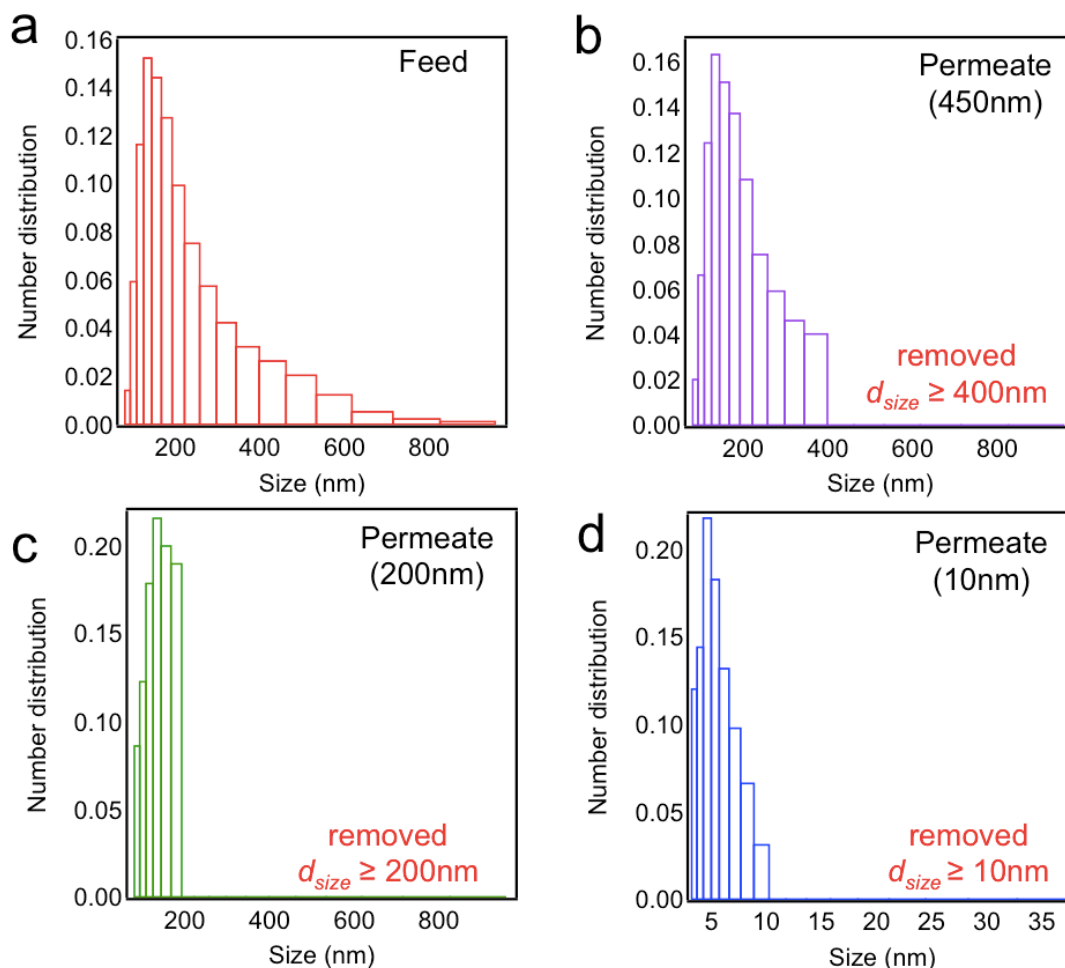 a
Feed
Number distribution
0.16
0.14
0.12
0.10
0.08
0.06
0.04
0.02
0.00
200 400 600 800
Size (nm)
b
Permeate
(450nm)
Number distribution
0.16
0.14
0.12
0.10
0.08
0.06
0.04
0.02
0.00
removed
dsize ≥ 400nm
200 400 600 800
Size (nm)
c
Permeate
(200nm)
Number distribution
0.20
0.15
0.10
0.05
0.00
removed
dsize ≥ 200nm
200 400 600 800
Size (nm)
d
Permeate
(10nm)
Number distribution
0.20
0.15
0.10
0.05
0.00
removed
dsize ≥ 10nm
5 10 15 20 25 30 35
Size (nm)